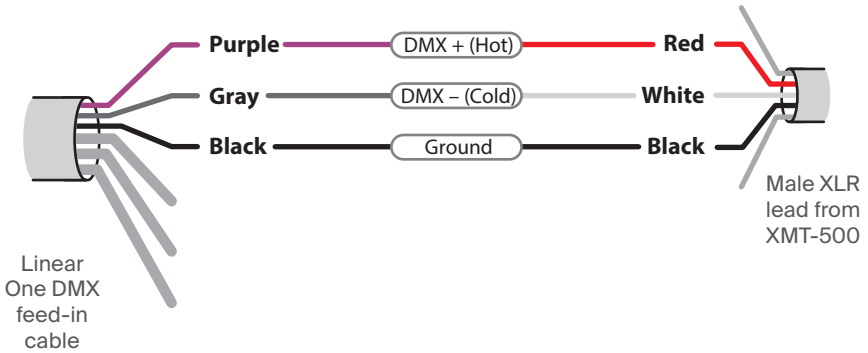 Purple DMX + (Hot) Red
Gray DMX – (Cold) White
Black Ground Black
Male XLR
lead from
XMT-500
Linear
One DMX
feed-in
cable